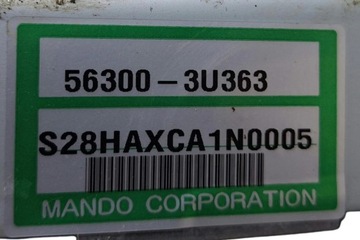 56300-3U363
S28HAXCA1N0005
MANDO CORPORATION